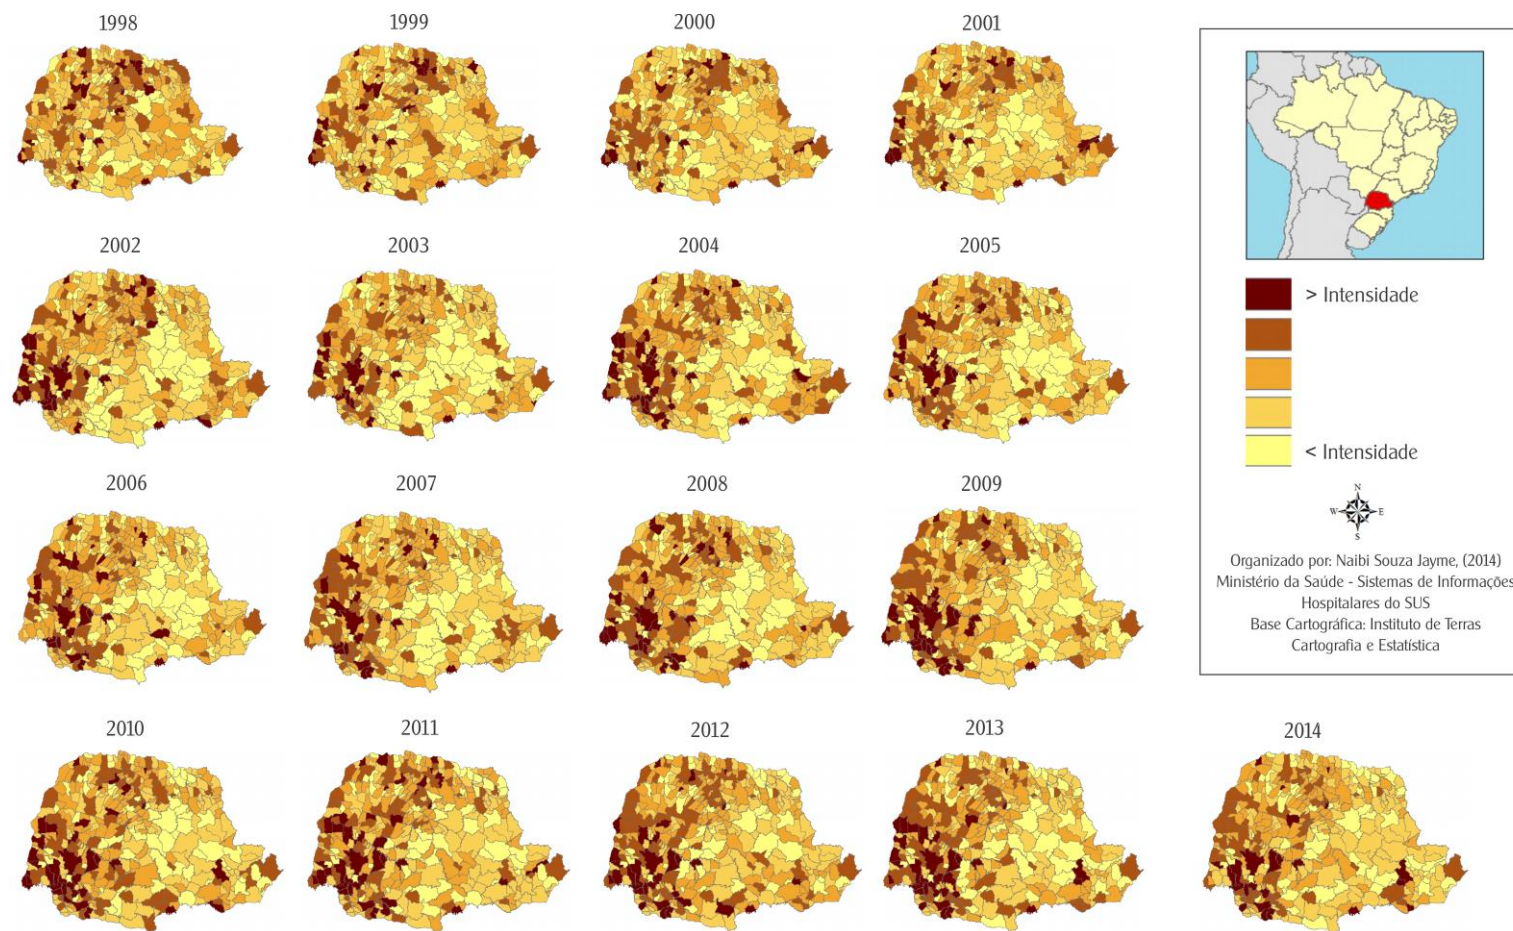 1998
1999
2000
2001
2002
2003
2004
2005
> Intensidade
< Intensidade
2006
2007
2008
2009
N
W
E
S
Organizado por: Naibi Souza Jayme, (2014)
Ministério da Saúde - Sistemas de Informações
Hospitalares do SUS
Base Cartográfica: Instituto de Terras
Cartografia e Estatística
2010
2011
2012
2013
2014